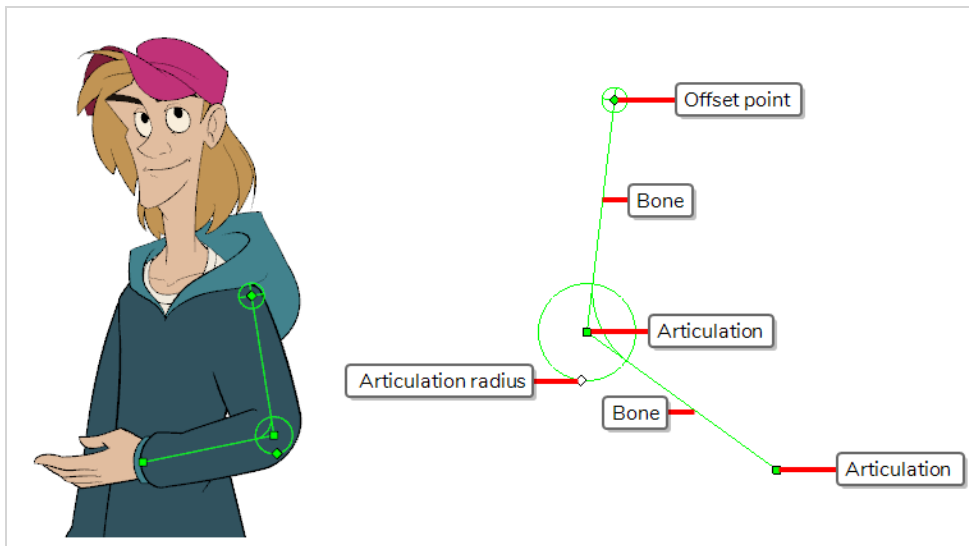 Offset point
Bone
Articulation
Articulation radius
Bone
Articulation